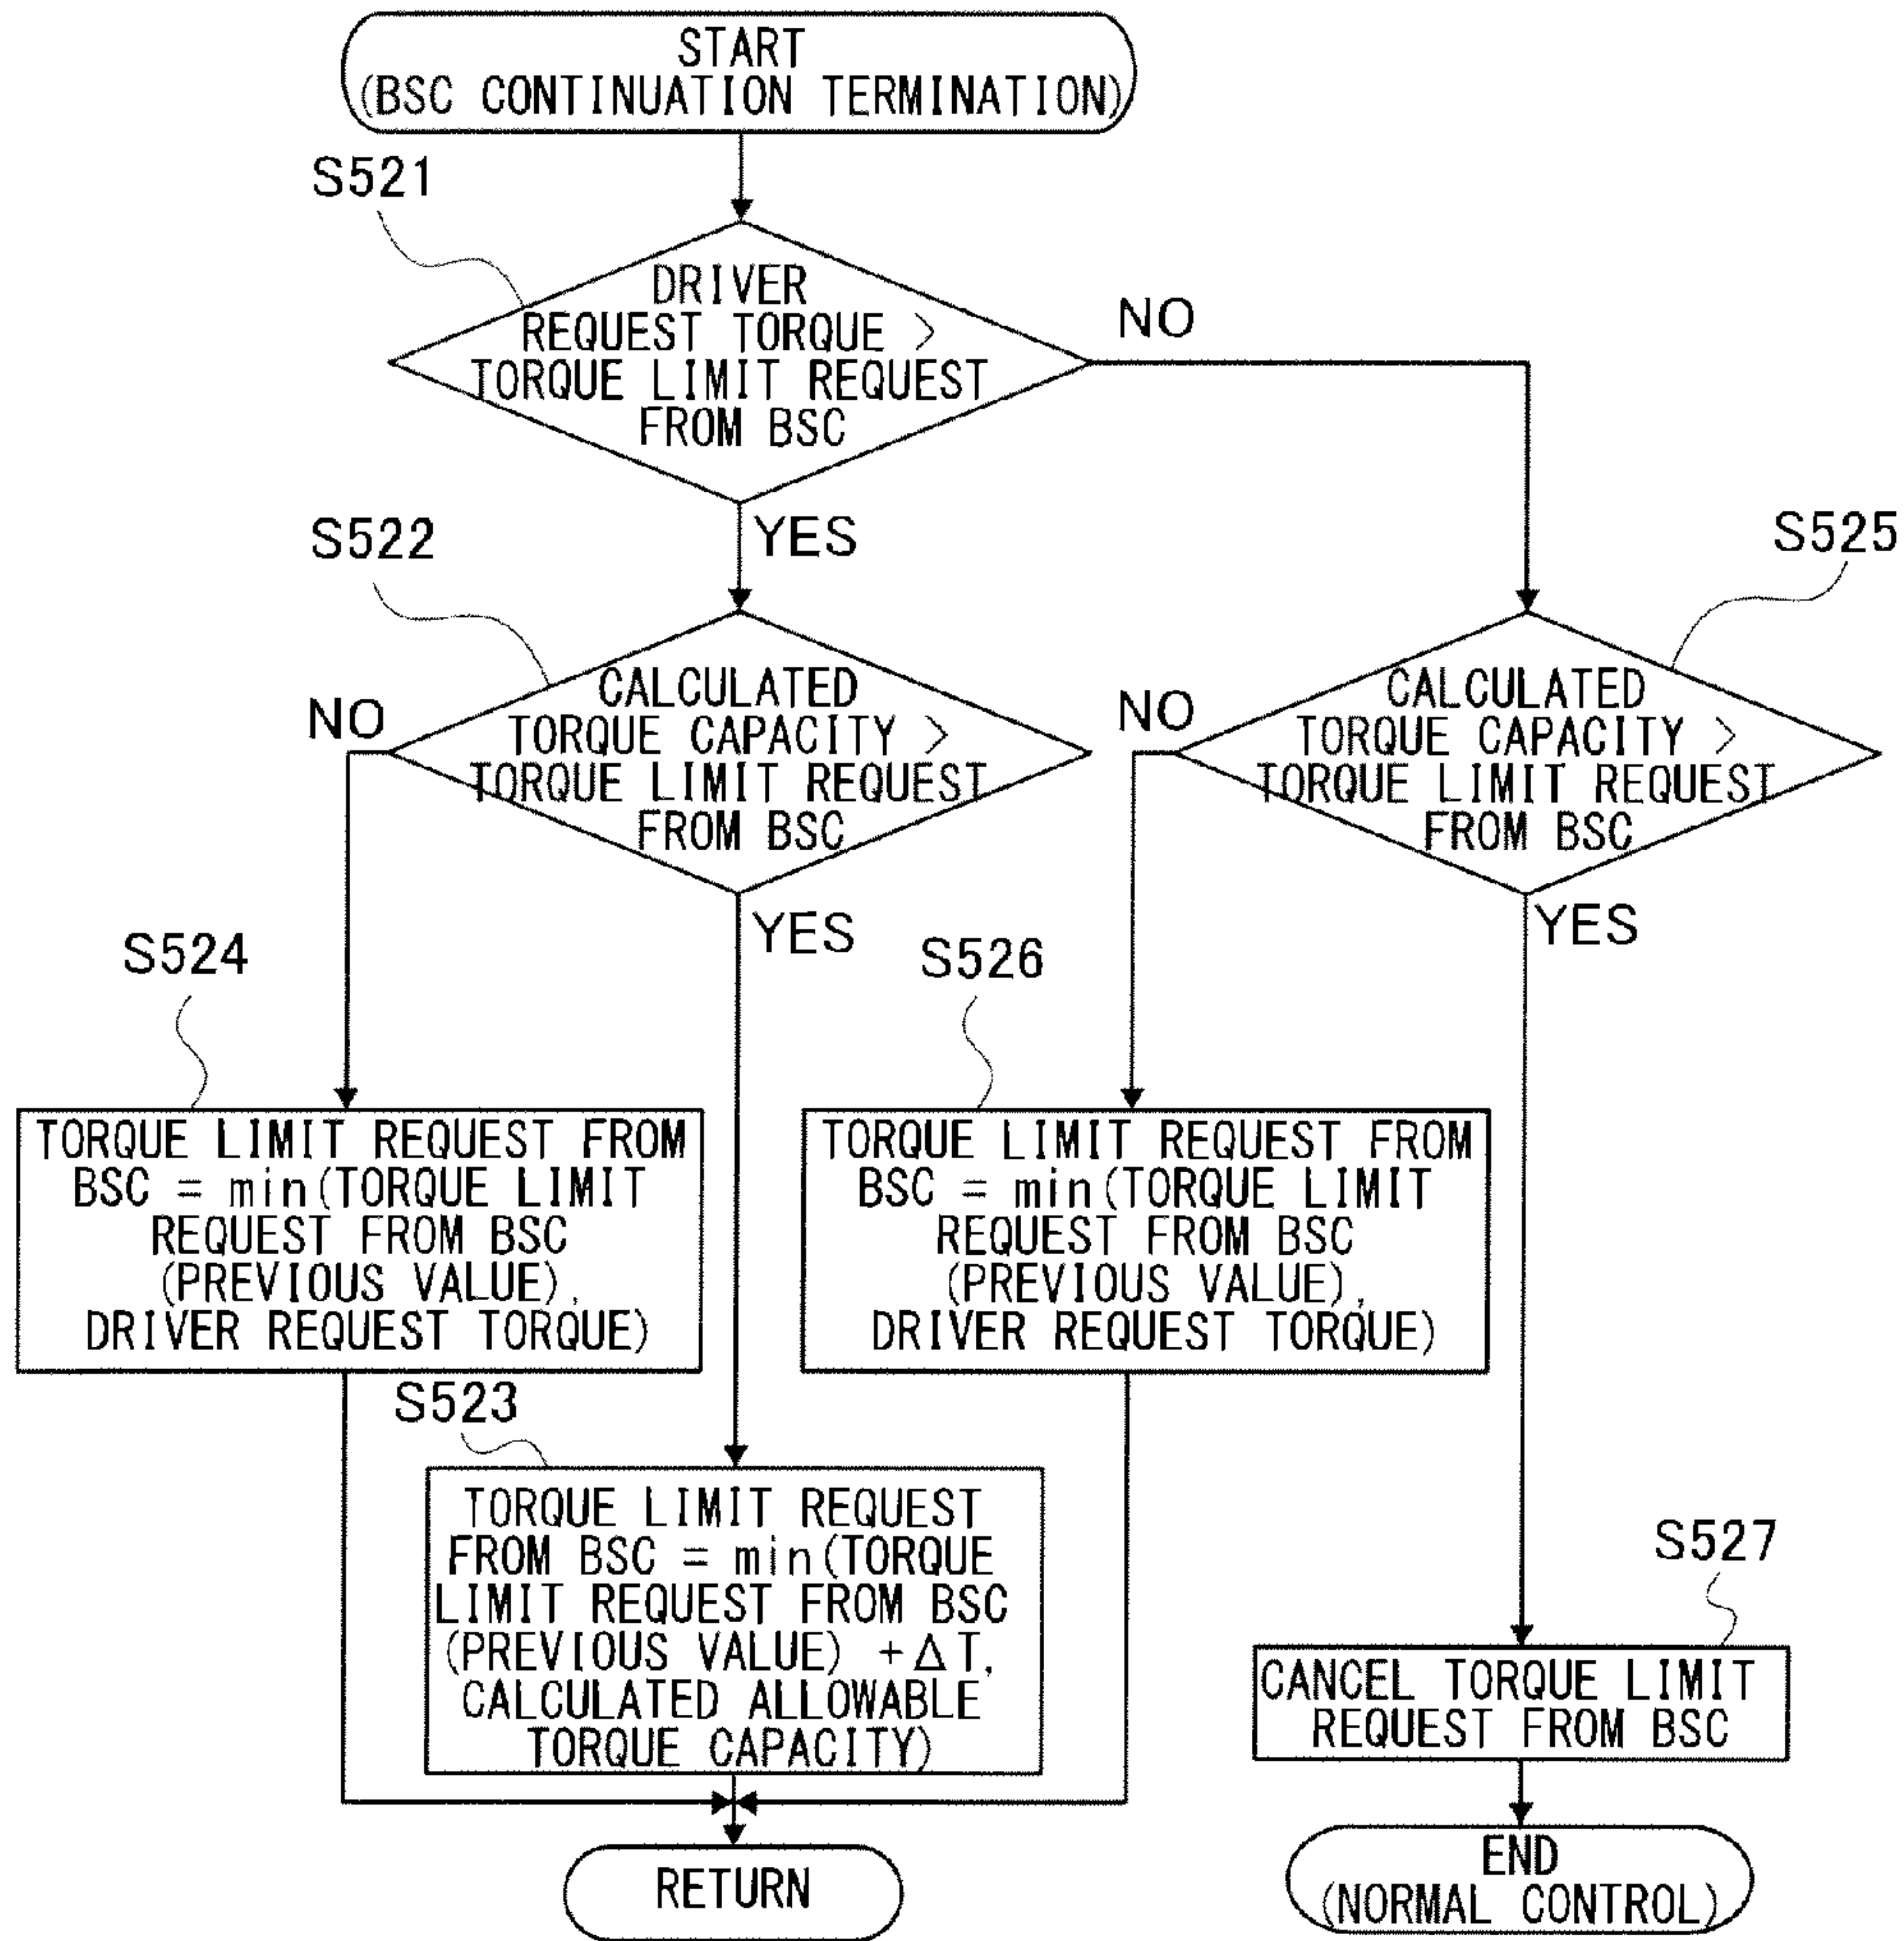 START
(BSC CONTINUATION TERMINATION)
S521
DRIVER
REQUEST TORQUE >
TORQUE LIMIT REQUEST
FROM BSC
NO
YES
S522
CALCULATED
TORQUE CAPACITY >
TORQUE LIMIT REQUEST
FROM BSC
NO
YES
S525
CALCULATED
TORQUE CAPACITY >
TORQUE LIMIT REQUEST
FROM BSC
NO
YES
S524
TORQUE LIMIT REQUEST FROM
BSC = min(TORQUE LIMIT
REQUEST FROM BSC
(PREVIOUS VALUE),
DRIVER REQUEST TORQUE)
S526
TORQUE LIMIT REQUEST FROM
BSC = min(TORQUE LIMIT
REQUEST FROM BSC
(PREVIOUS VALUE),
DRIVER REQUEST TORQUE)
S523
TORQUE LIMIT REQUEST
FROM BSC = min(TORQUE
LIMIT REQUEST FROM BSC
(PREVIOUS VALUE) +ΔT,
CALCULATED ALLOWABLE
TORQUE CAPACITY)
S527
CANCEL TORQUE LIMIT
REQUEST FROM BSC
RETURN
END
(NORMAL CONTROL)